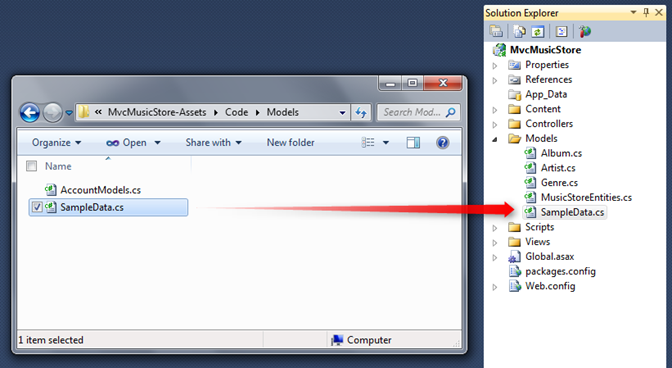 MvcMusicStore-Assets Code Models Search Mod...
Organize Open Share with New folder
Name
AccountModels.cs
SampleData.cs
1 item selected Computer
Solution Explorer
MvcMusicStore
Properties
References
App_Data
Content
Controllers
Models
Album.cs
Artist.cs
Genre.cs
MusicStoreEntities.cs
SampleData.cs
Scripts
Views
Global.asax
packages.config
Web.config